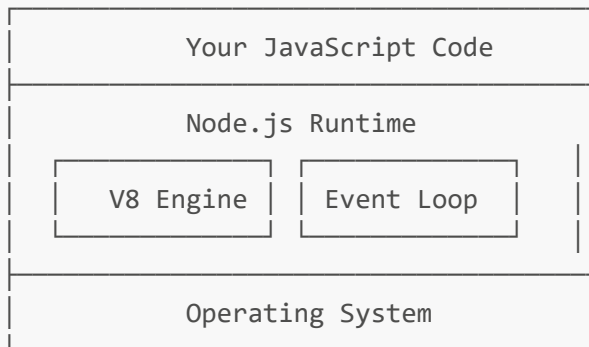 Your JavaScript Code
Node.js Runtime
V8 Engine Event Loop
Operating System